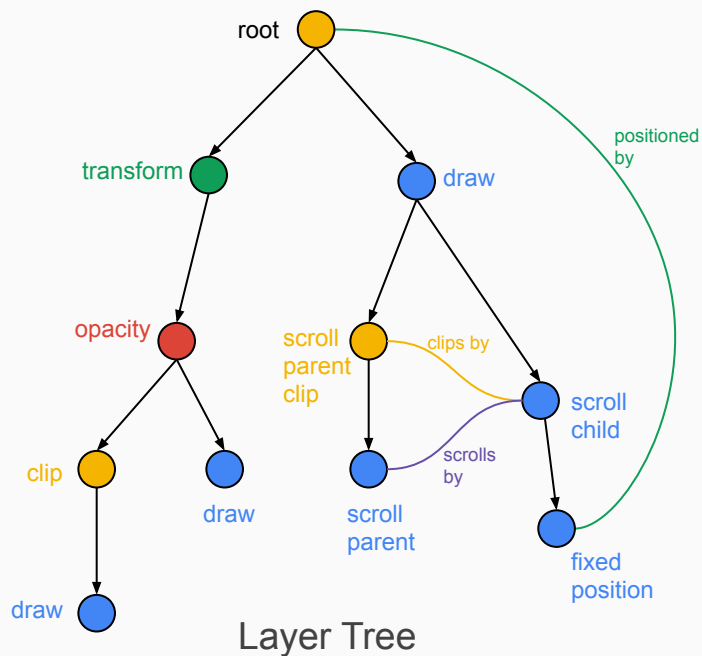 root
positioned
by
transform
draw
opacity
scroll
parent
clip
clips by
scroll
child
clip
scrolls
by
draw
scroll
parent
fixed
position
draw
Layer Tree